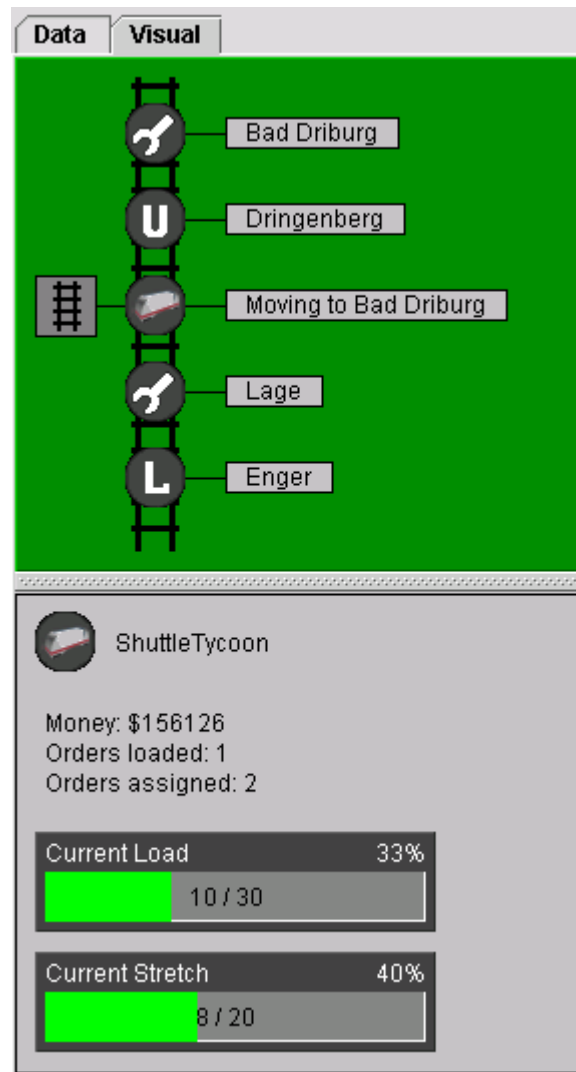 Data Visual
Bad Driburg
U Dringenberg
Moving to Bad Driburg
Lage
L Enger
ShuttleTycoon
Money: $156126
Orders loaded: 1
Orders assigned: 2
Current Load 33%
10 / 30
Current Stretch 40%
8 / 20